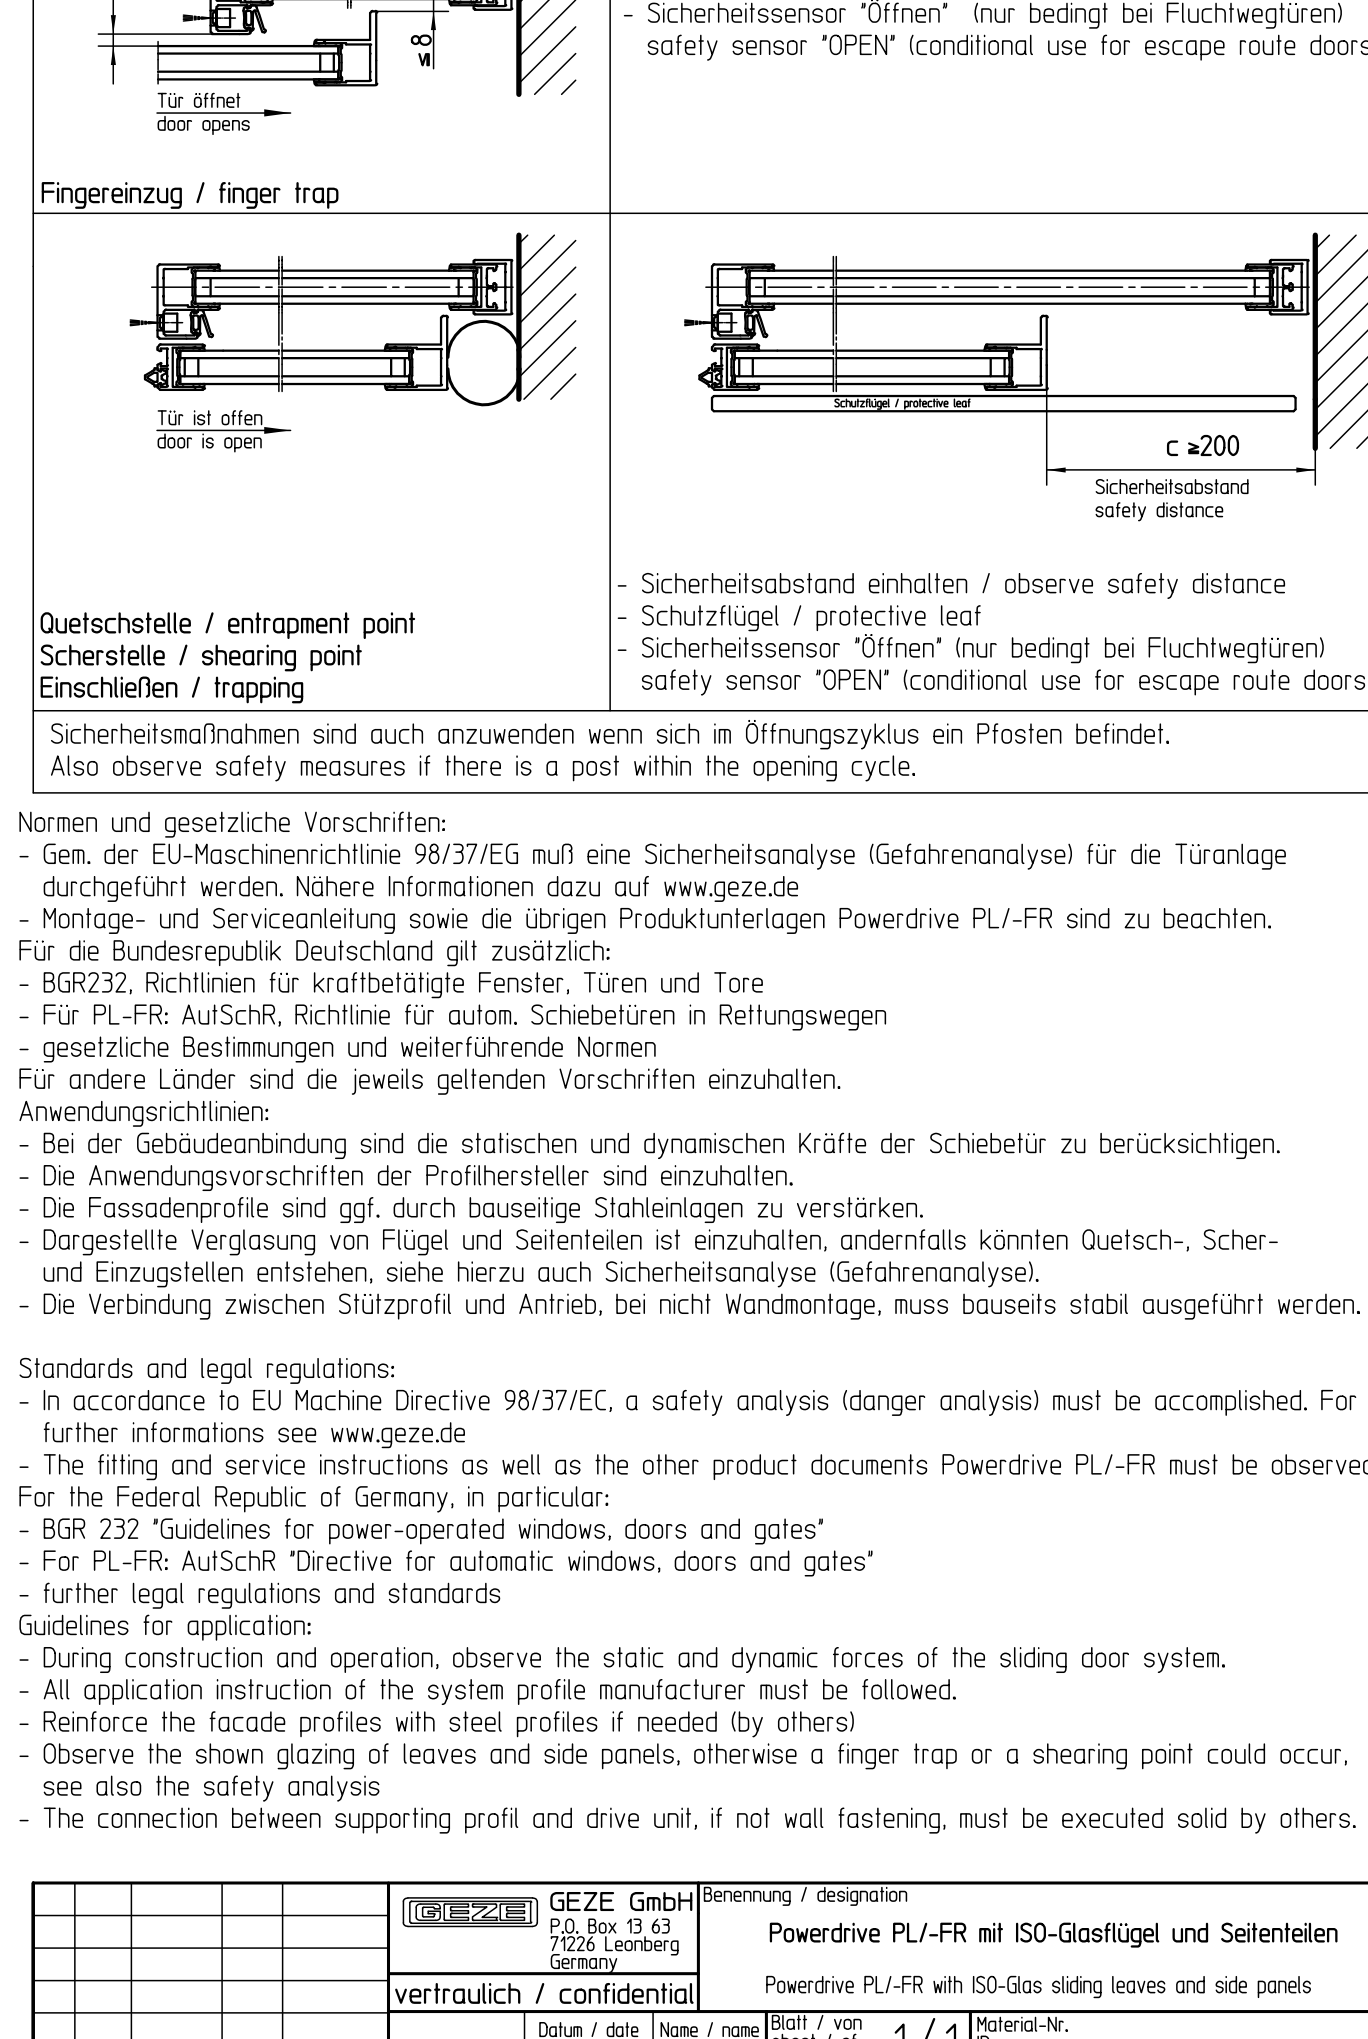 - Sicherheitssensor "Öffnen" (nur bedingt bei Fluchtwegtüren)
safety sensor "OPEN" (conditional use for escape route doors
≤8
Tür öffnet
door opens
Fingereinzug / finger trap
Tür ist offen
door is open
Schutzflügel / protective leaf
c ≥200
Sicherheitsabstand
safety distance
Quetschstelle / entrapment point
Scherstelle / shearing point
Einschließen / trapping
- Sicherheitsabstand einhalten / observe safety distance
- Schutzflügel / protective leaf
- Sicherheitssensor "Öffnen" (nur bedingt bei Fluchtwegtüren)
safety sensor "OPEN" (conditional use for escape route doors
Sicherheitsmaßnahmen sind auch anzuwenden wenn sich im Öffnungszyklus ein Pfosten befindet.
Also observe safety measures if there is a post within the opening cycle.
Normen und gesetzliche Vorschriften:
- Gem. der EU-Maschinenrichtlinie 98/37/EG muß eine Sicherheitsanalyse (Gefahrenanalyse) für die Türanlage
durchgeführt werden. Nähere Informationen dazu auf www.geze.de
- Montage- und Serviceanleitung sowie die übrigen Produktunterlagen Powerdrive PL/-FR sind zu beachten.
Für die Bundesrepublik Deutschland gilt zusätzlich:
- BGR232, Richtlinien für kraftbetätigte Fenster, Türen und Tore
- Für PL-FR: AutSchR, Richtlinie für autom. Schiebetüren in Rettungswegen
- gesetzliche Bestimmungen und weiterführende Normen
Für andere Länder sind die jeweils geltenden Vorschriften einzuhalten.
Anwendungsrichtlinien:
- Bei der Gebäudeanbindung sind die statischen und dynamischen Kräfte der Schiebetür zu berücksichtigen.
- Die Anwendungsvorschriften der Profilhersteller sind einzuhalten.
- Die Fassadenprofile sind ggf. durch bauseitige Stahleinlagen zu verstärken.
- Dargestellte Verglasung von Flügel und Seitenteilen ist einzuhalten, andernfalls könnten Quetsch-, Scher-
und Einzugstellen entstehen, siehe hierzu auch Sicherheitsanalyse (Gefahrenanalyse).
- Die Verbindung zwischen Stützprofil und Antrieb, bei nicht Wandmontage, muss bauseits stabil ausgeführt werden.
Standards and legal regulations:
- In accordance to EU Machine Directive 98/37/EC, a safety analysis (danger analysis) must be accomplished. For
further informations see www.geze.de
- The fitting and service instructions as well as the other product documents Powerdrive PL/-FR must be observed
For the Federal Republic of Germany, in particular:
- BGR 232 "Guidelines for power-operated windows, doors and gates"
- For PL-FR: AutSchR "Directive for automatic windows, doors and gates"
- further legal regulations and standards
Guidelines for application:
- During construction and operation, observe the static and dynamic forces of the sliding door system.
- All application instruction of the system profile manufacturer must be followed.
- Reinforce the facade profiles with steel profiles if needed (by others)
- Observe the shown glazing of leaves and side panels, otherwise a finger trap or a shearing point could occur,
see also the safety analysis
- The connection between supporting profil and drive unit, if not wall fastening, must be executed solid by others.
GEZE
GEZE GmbH
P.O. Box 13 63
71226 Leonberg
Germany
vertraulich / confidential
Benennung / designation
Powerdrive PL/-FR mit ISO-Glasflügel und Seitenteilen
Powerdrive PL/-FR with ISO-Glas sliding leaves and side panels
Datum / date
Name / name
Blatt / von
1 / 1
Material-Nr.